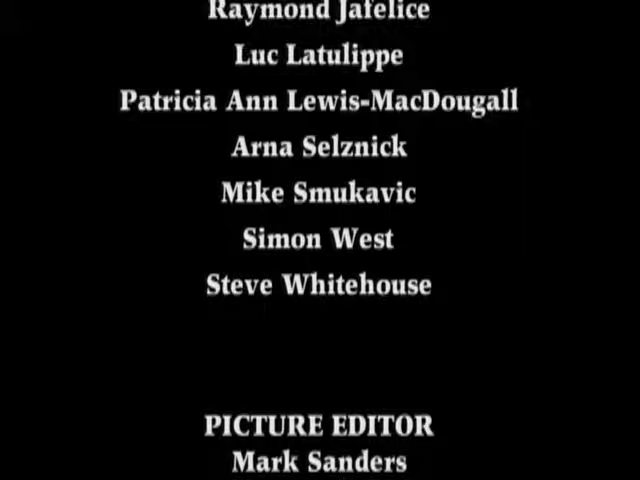 Raymond Jafelice
Luc Latulippe
Patricia Ann Lewis-MacDougall
Arna Selznick
Mike Smukavic
Simon West
Steve Whitehouse
PICTURE EDITOR
Mark Sanders